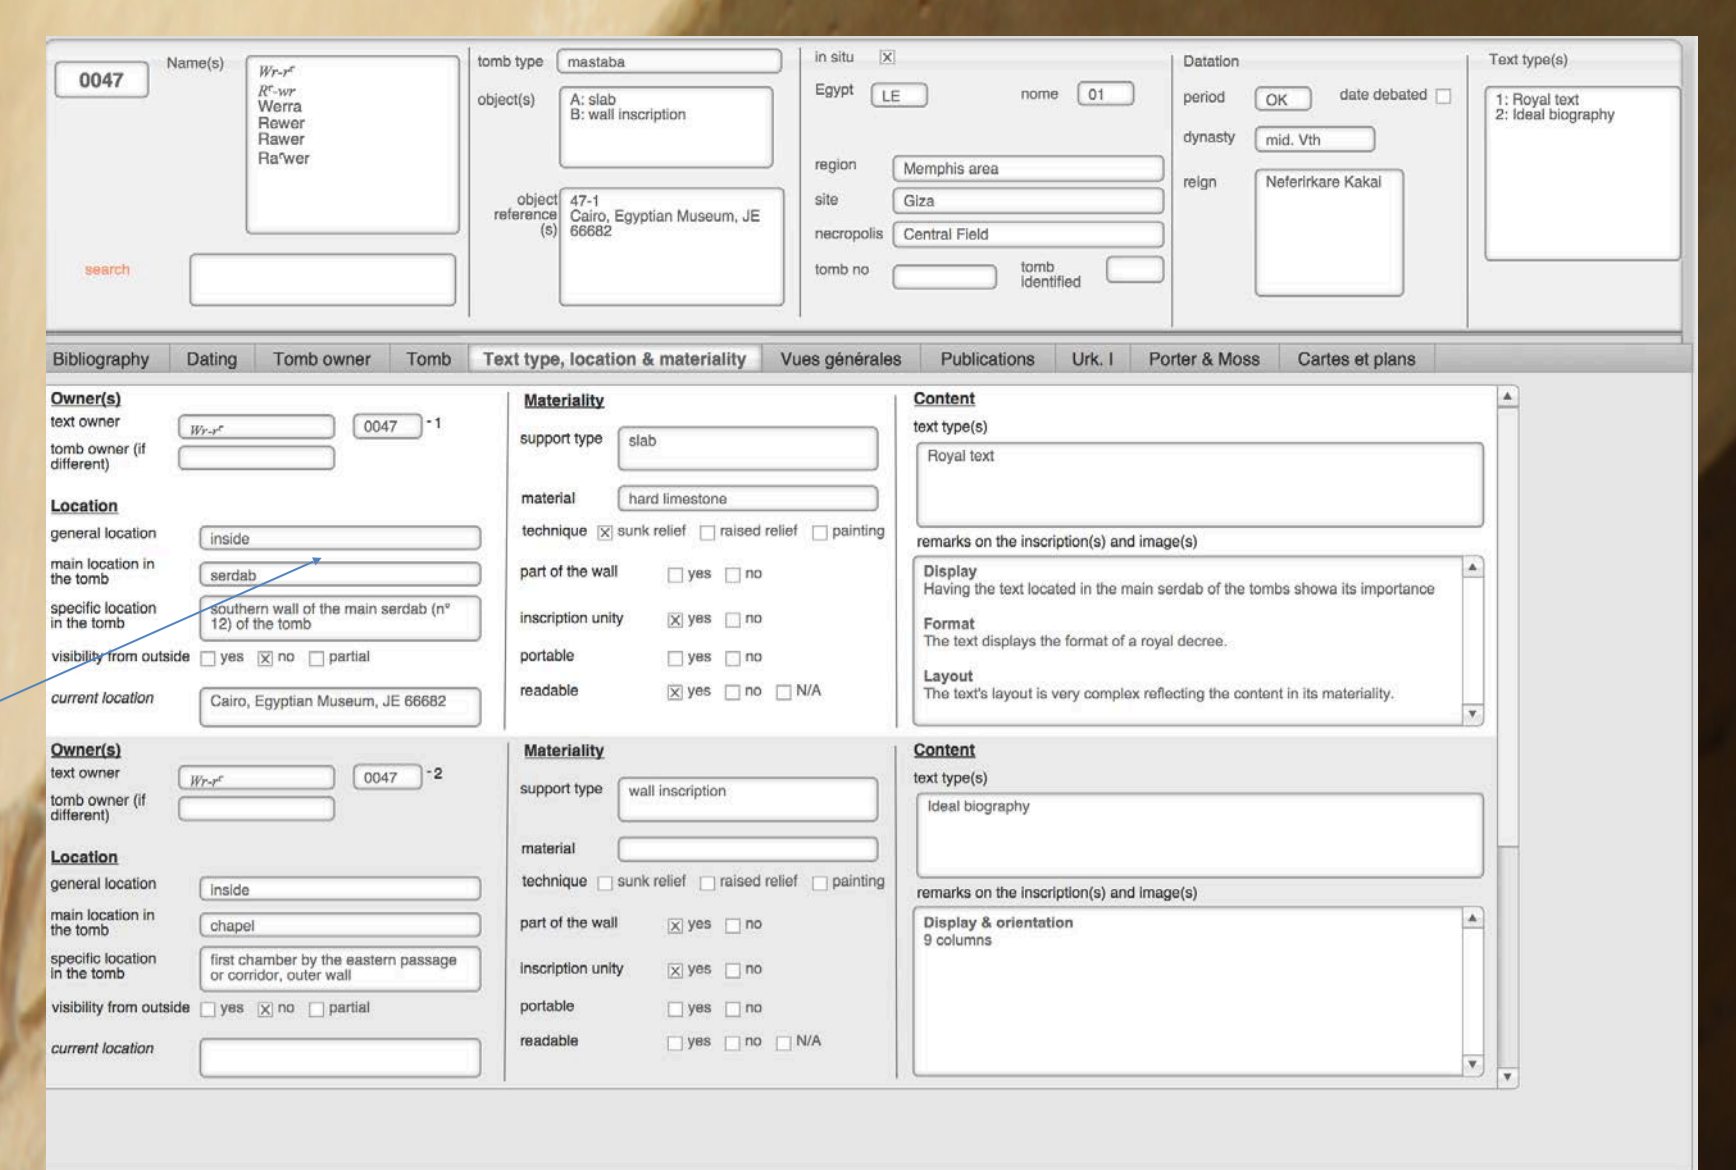 0047
Name(s)
Wr-rꜥ
Rꜥ-wr
Werra
Rewer
Rawer
Raꜥwer
search
tomb type
mastaba
object(s)
A: slab
B: wall inscription
object
reference
(s)
47-1
Cairo, Egyptian Museum, JE
66682
in situ
Egypt
LE
nome
01
region
Memphis area
site
Giza
necropolis
Central Field
tomb no
tomb
identified
Datation
period
OK
date debated
dynasty
mid. Vth
reign
Neferirkare Kakai
Text type(s)
1: Royal text
2: Ideal biography
Bibliography Dating Tomb owner Tomb Text type, location & materiality Vues générales Publications Urk. I Porter & Moss Cartes et plans
Owner(s)
text owner
Wr-rꜥ
0047 -1
tomb owner (if
different)
Location
general location
inside
main location in
the tomb
serdab
specific location
in the tomb
southern wall of the main serdab (n°
12) of the tomb
visibility from outside yes no partial
current location
Cairo, Egyptian Museum, JE 66682
Materiality
support type
slab
material
hard limestone
technique sunk relief raised relief painting
part of the wall yes no
inscription unity yes no
portable yes no
readable yes no N/A
Content
text type(s)
Royal text
remarks on the inscription(s) and image(s)
Display
Having the text located in the main serdab of the tombs showa its importance
Format
The text displays the format of a royal decree.
Layout
The text's layout is very complex reflecting the content in its materiality.
Owner(s)
text owner
Wr-rꜥ
0047 -2
tomb owner (if
different)
Location
general location
inside
main location in
the tomb
chapel
specific location
in the tomb
first chamber by the eastern passage
or corridor, outer wall
visibility from outside yes no partial
current location
Materiality
support type
wall inscription
material
technique sunk relief raised relief painting
part of the wall yes no
inscription unity yes no
portable yes no
readable yes no N/A
Content
text type(s)
Ideal biography
remarks on the inscription(s) and image(s)
Display & orientation
9 columns